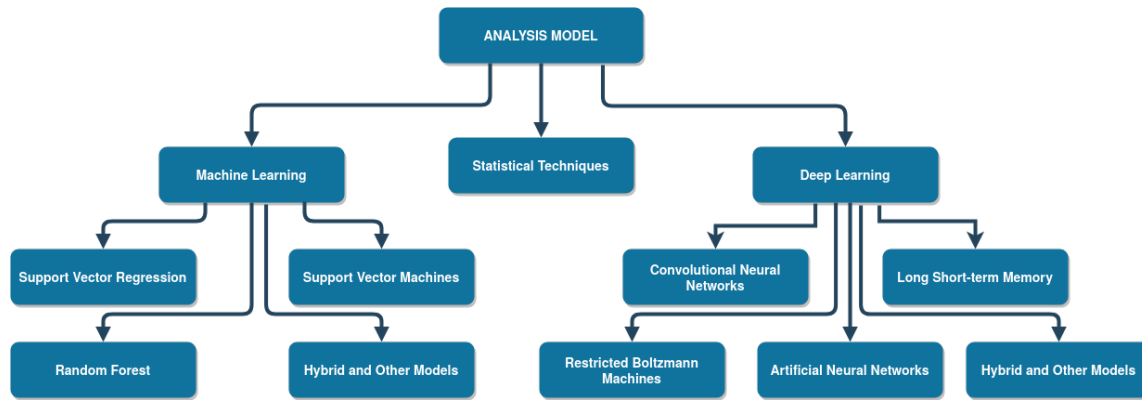 ANALYSIS MODEL
Statistical Techniques
Machine Learning
Deep Learning
Support Vector Regression
Support Vector Machines
Convolutional Neural
Networks
Long Short-term Memory
Random Forest
Hybrid and Other Models
Restricted Boltzmann
Machines
Artificial Neural Networks
Hybrid and Other Models